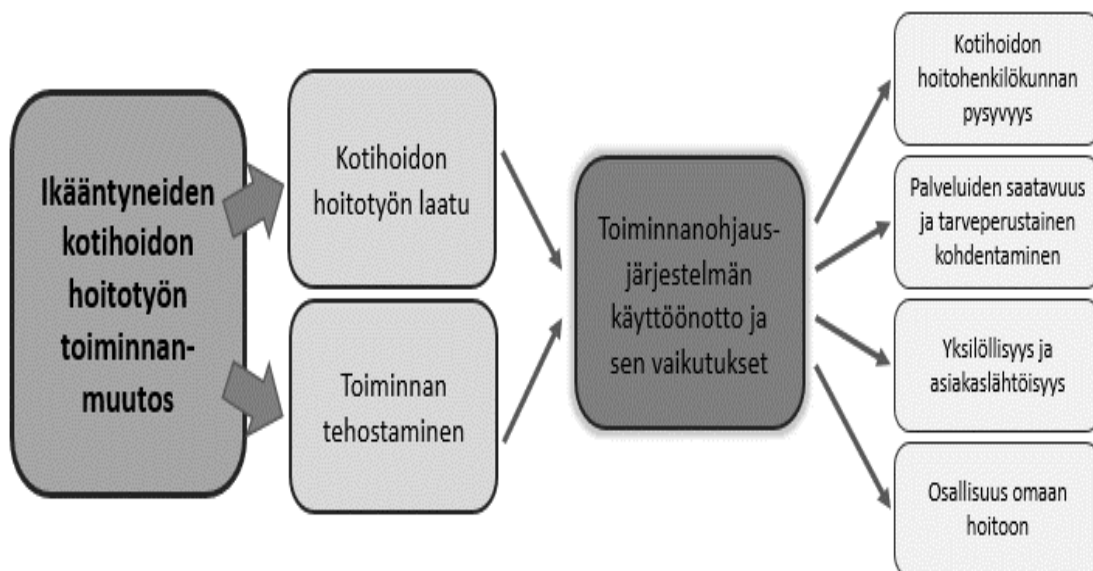 Ikääntyneiden
kotihoidon
hoitotyön
toiminnan-
muutos
Kotihoidon
hoitotyön laatu
Toiminnan
tehostaminen
Toiminnanohjaus-
järjestelmän
käyttöönotto ja
sen vaikutukset
Kotihoidon
hoitohenkilökunnan
pysyvyys
Palveluiden saatavuus
ja tarveperustainen
kohdentaminen
Yksilöllisyys ja
asiakaslähtöisyys
Osallisuus omaan
hoitoon